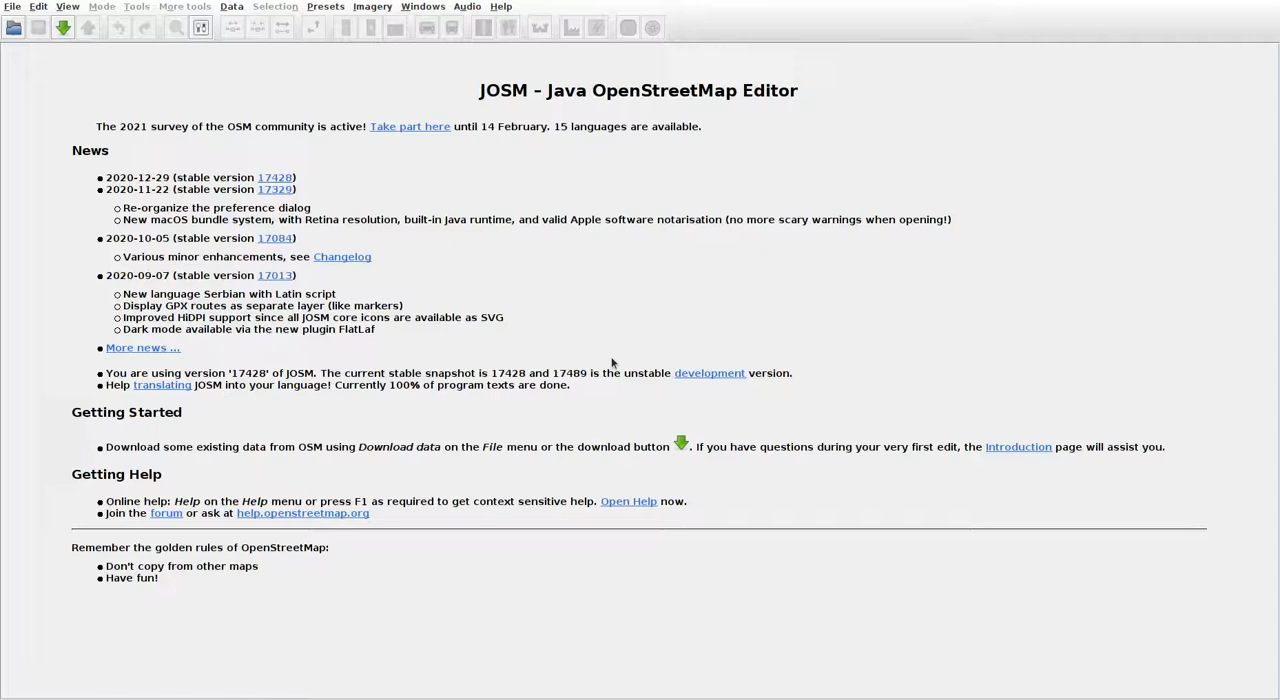 File Edit View Mode Tools More tools Data Selection Presets Imagery Windows Audio Help
JOSM – Java OpenStreetMap Editor
The 2021 survey of the OSM community is active! Take part here until 14 February. 15 languages are available.
News
2020-12-29 (stable version 17428)
2020-11-22 (stable version 17329)
Re-organize the preference dialog
New macOS bundle system, with Retina resolution, built-in Java runtime, and valid Apple software notarisation (no more scary warnings when opening!)
2020-10-05 (stable version 17084)
Various minor enhancements, see Changelog
2020-09-07 (stable version 17013)
New language Serbian with Latin script
Display GPX routes as separate layer (like markers)
Improved HiDPI support since all JOSM core icons are available as SVG
Dark mode available via the new plugin FlatLaf
More news ...
You are using version '17428' of JOSM. The current stable snapshot is 17428 and 17489 is the unstable development version.
Help translating JOSM into your language! Currently 100% of program texts are done.
Getting Started
Download some existing data from OSM using Download data on the File menu or the download button . If you have questions during your very first edit, the Introduction page will assist you.
Getting Help
Online help: Help on the Help menu or press F1 as required to get context sensitive help. Open Help now.
Join the forum or ask at help.openstreetmap.org
Remember the golden rules of OpenStreetMap:
Don't copy from other maps
Have fun!